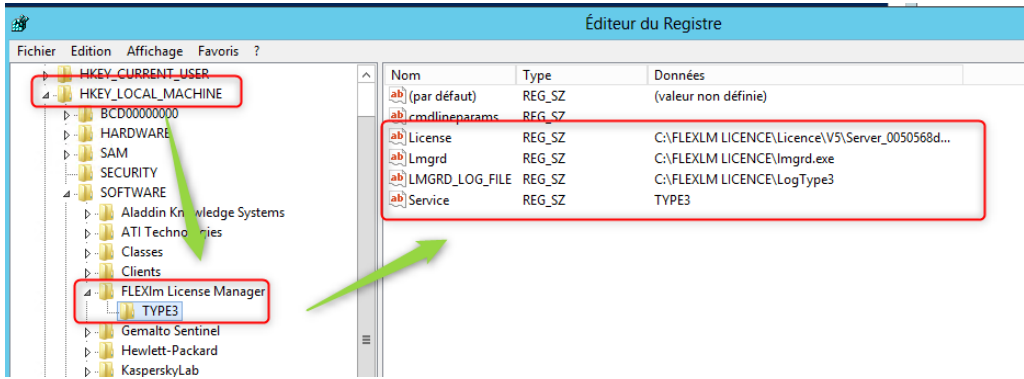 Éditeur du Registre
Fichier Edition Affichage Favoris ?
HKEY_CURRENT_USER
HKEY_LOCAL_MACHINE
BCD00000000
HARDWARE
SAM
SECURITY
SOFTWARE
Aladdin Knowledge Systems
ATI Technologies
Classes
Clients
FLEXlm License Manager
TYPE3
Gemalto Sentinel
Hewlett-Packard
KasperskyLab
Nom Type Données
(par défaut) REG_SZ (valeur non définie)
cmdlineparams REG_SZ
License REG_SZ C:\FLEXLM LICENCE\Licence\V5\Server_0050568d...
Lmgrd REG_SZ C:\FLEXLM LICENCE\lmgrd.exe
LMGRD_LOG_FILE REG_SZ C:\FLEXLM LICENCE\LogType3
Service REG_SZ TYPE3